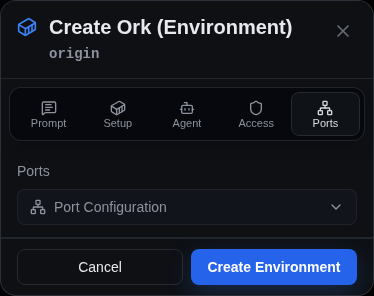 Create Ork (Environment)
origin
Prompt
Setup
Agent
Access
Ports
Ports
Port Configuration
Cancel
Create Environment